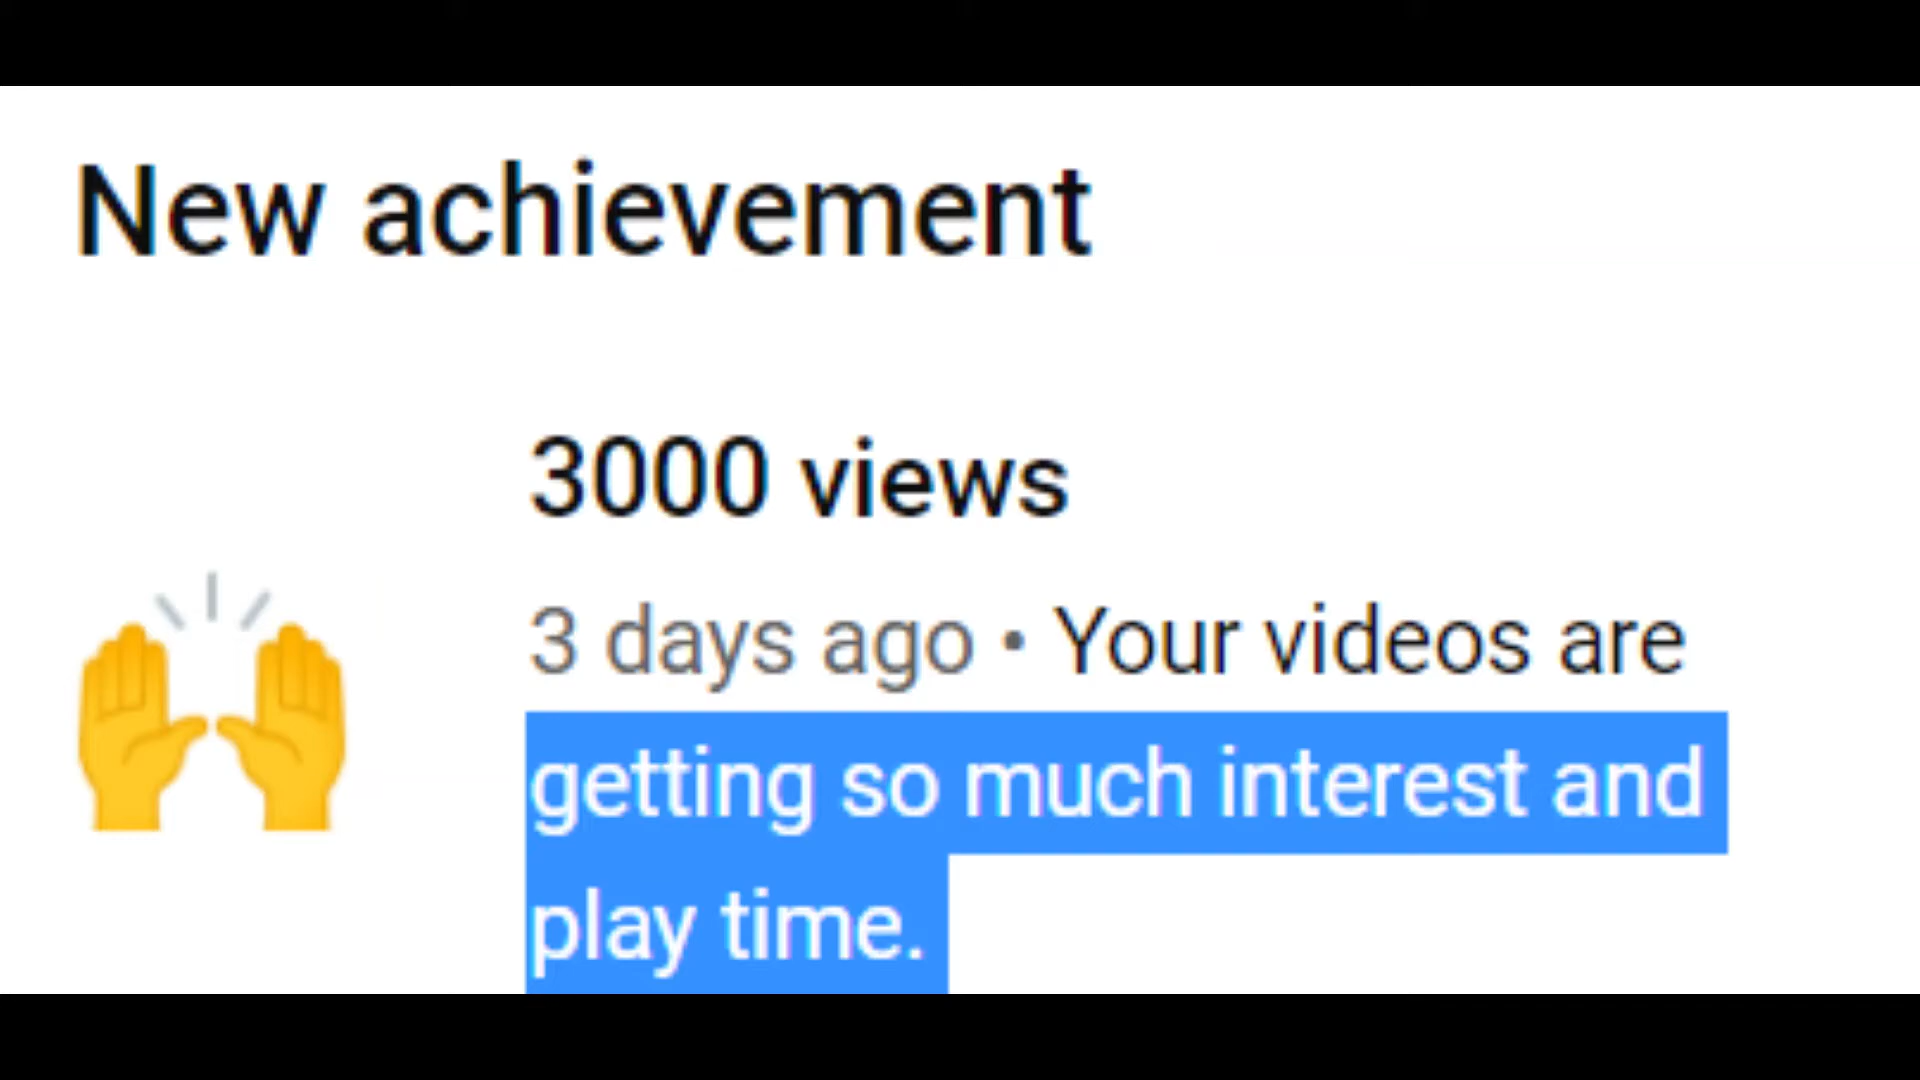 New achievement
3000 views
3 days ago • Your videos are
getting so much interest and
play time.